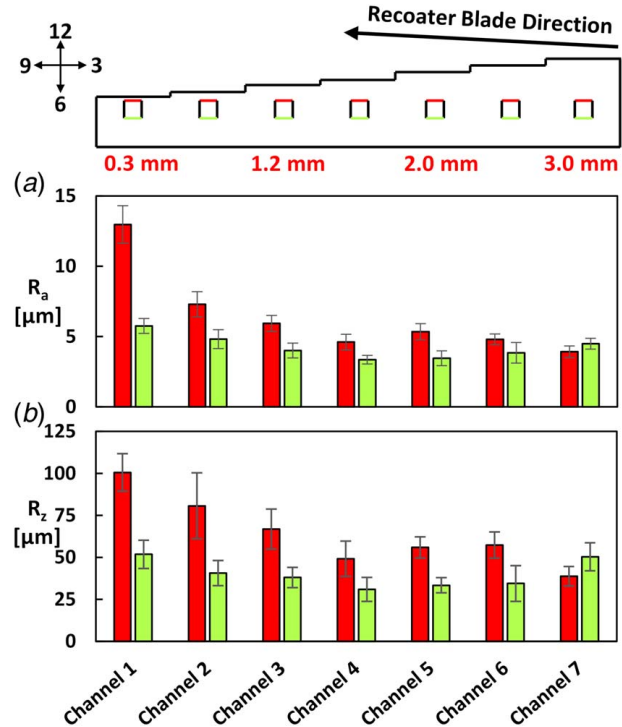 Recoater Blade Direction
12
9 3
6
0.3 mm 1.2 mm 2.0 mm 3.0 mm
(a)
15
10
5
0
Ra
[µm]
(b)
125
100
75
50
25
0
Rz
[µm]
Channel 1
Channel 2
Channel 3
Channel 4
Channel 5
Channel 6
Channel 7